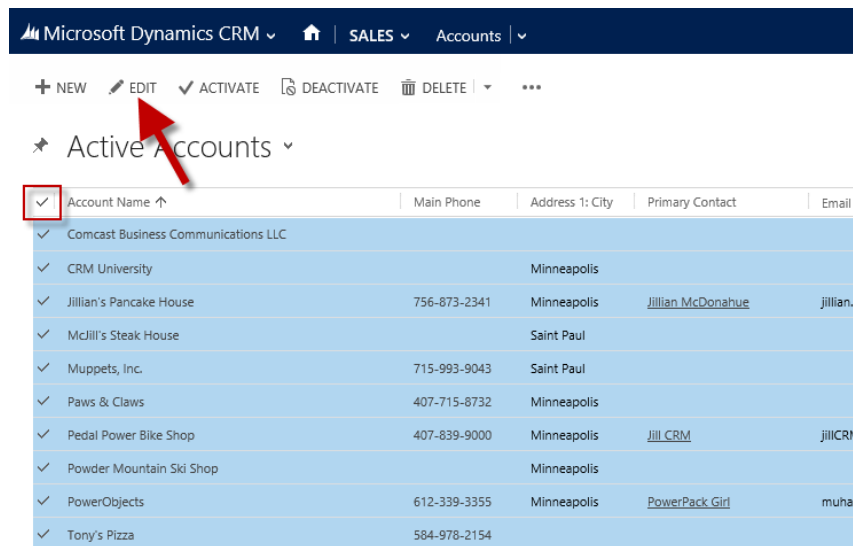 Microsoft Dynamics CRM SALES Accounts
NEW EDIT ACTIVATE DEACTIVATE DELETE
Active Accounts
Account Name Main Phone Address 1: City Primary Contact Email
Comcast Business Communications LLC
CRM University Minneapolis
Jillian's Pancake House 756-873-2341 Minneapolis Jillian McDonahue jillian.
McJill's Steak House Saint Paul
Muppets, Inc. 715-993-9043 Saint Paul
Paws & Claws 407-715-8732 Minneapolis
Pedal Power Bike Shop 407-839-9000 Minneapolis Jill CRM jillCRM
Powder Mountain Ski Shop Minneapolis
PowerObjects 612-339-3355 Minneapolis PowerPack Girl muha
Tony's Pizza 584-978-2154